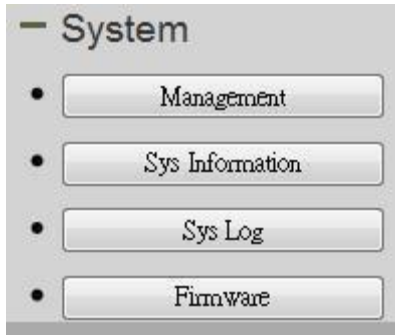 System
Management
Sys Information
Sys Log
Firmware